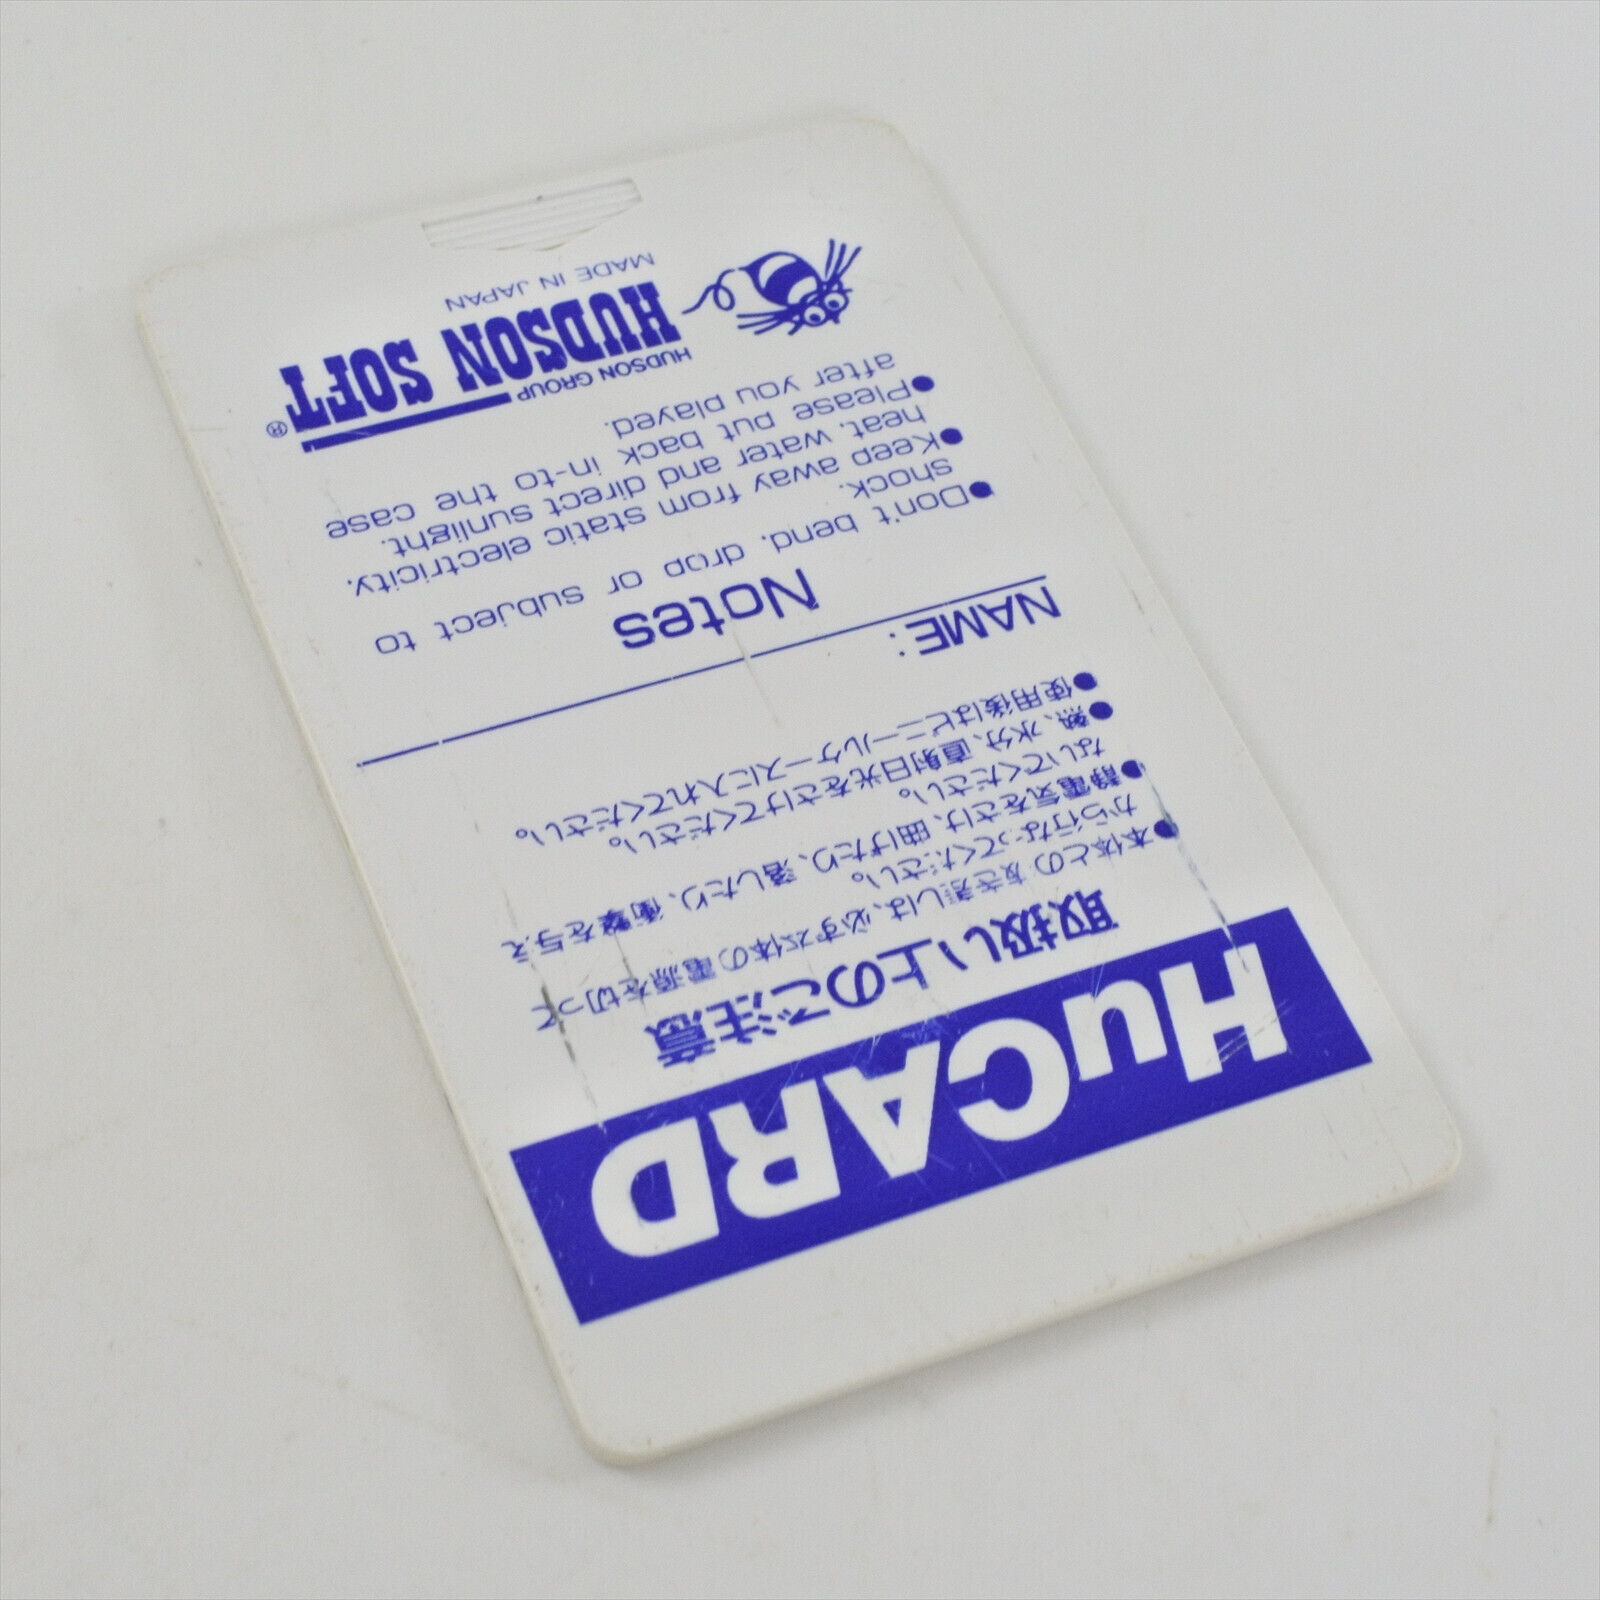 HuCARD
取扱い上のご注意
●本体との抜き差しは、必ず本体の電源を切って
から行なってください。
●静電気をさけ、曲げたり、落したり、衝撃を与え
ないでください。
●熱、水分、直射日光をさけてください。
●使用後はビニールケースに入れてください。
NAME:
Notes
●Don't bend, drop or subject to
shock.
●Keep away from static electricity,
heat, water and direct sunlight.
●Please put back in-to the case
after you played.
HUDSON GROUP
HUDSON SOFT®
MADE IN JAPAN